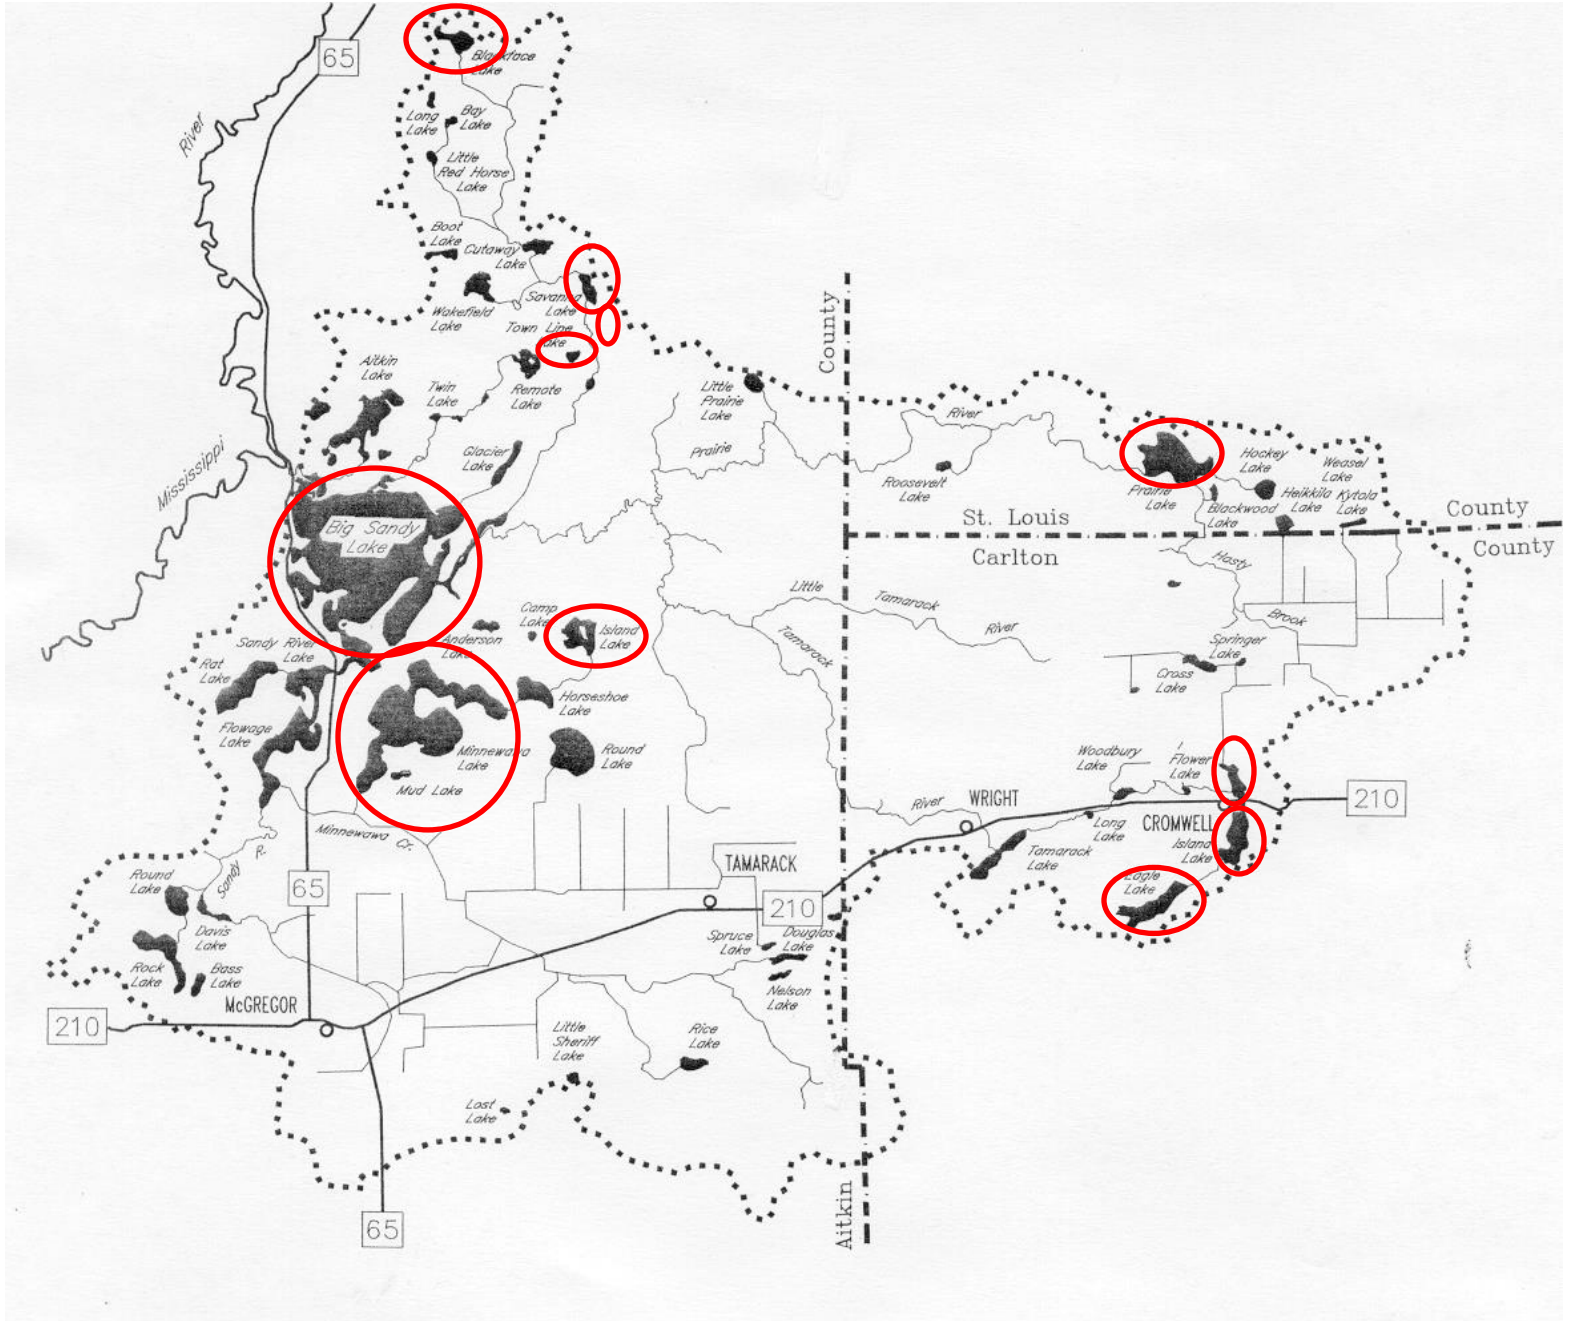 65
Blackface
Lake
River
Long
Lake
Bay
Lake
Little
Red Horse
Lake
Boot
Lake
Cutaway
Lake
Savanna
Lake
Wakefield
Lake
Town Line
Lake
Aitkin
Lake
Twin
Lake
Remote
Lake
Little
Prairie
Lake
County
River
Prairie
Glacier
Lake
Mississippi
Roosevelt
Lake
Prairie
Lake
Hockey
Lake
Weasel
Lake
Blackwood
Lake
Heikkila
Lake
Kytola
Lake
Big Sandy
Lake
St. Louis
County
Carlton
County
Hasty
Brook
Little
Tamarack
River
Tamarack
Camp
Lake
Island
Lake
Anderson
Lake
Sandy River
Lake
Rat
Lake
Springer
Lake
Cross
Lake
Horseshoe
Lake
Flowage
Lake
Minnewawa
Lake
Round
Lake
Mud Lake
Woodbury
Lake
Flower
Lake
210
River
WRIGHT
CROMWELL
Long
Lake
Island
Lake
Tamarack
Lake
Eagle
Lake
Minnewawa
Cr.
Sandy
R.
TAMARACK
Round
Lake
65
210
Davis
Lake
Spruce
Lake
Douglas
Lake
Rock
Lake
Bass
Lake
Nelson
Lake
McGREGOR
210
Little
Sheriff
Lake
Rice
Lake
Lost
Lake
Aitkin
65